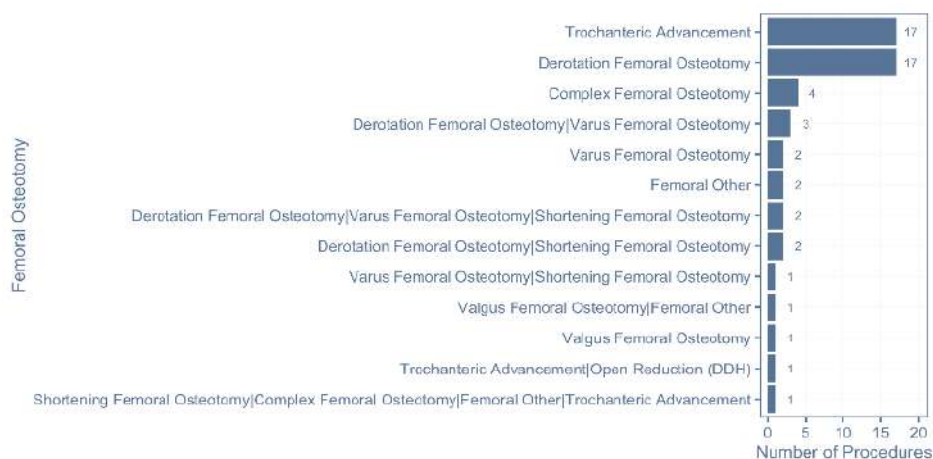 Femoral Osteotomy
Trochanteric Advancement 17
Derotation Femoral Osteotomy 17
Complex Femoral Osteotomy 4
Derotation Femoral Osteotomy|Varus Femoral Osteotomy 3
Varus Femoral Osteotomy 2
Femoral Other 2
Derotation Femoral Osteotomy|Varus Femoral Osteotomy|Shortening Femoral Osteotomy 2
Derotation Femoral Osteotomy|Shortening Femoral Osteotomy 2
Varus Femoral Osteotomy|Shortening Femoral Osteotomy 1
Valgus Femoral Osteotomy|Femoral Other 1
Valgus Femoral Osteotomy 1
Trochanteric Advancement|Open Reduction (DDH) 1
Shortening Femoral Osteotomy|Complex Femoral Osteotomy|Femoral Other|Trochanteric Advancement 1
0 5 10 15 20
Number of Procedures